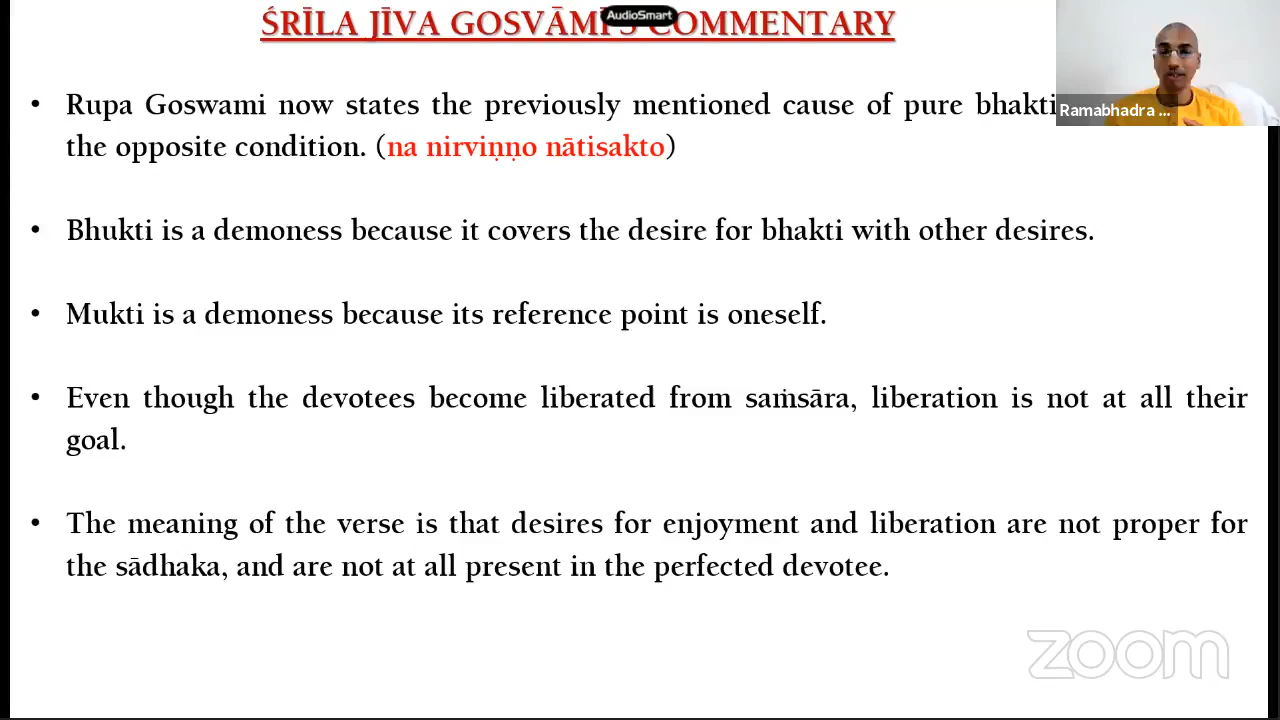 ŚRĪLA JĪVA GOSVĀMĪ'S COMMENTARY
AudioSmart
Rupa Goswami now states the previously mentioned cause of pure bhakti
the opposite condition. (na nirviṇṇo nātisakto)
Ramabhadra ...
• Bhukti is a demoness because it covers the desire for bhakti with other desires.
• Mukti is a demoness because its reference point is oneself.
• Even though the devotees become liberated from saṁsāra, liberation is not at all their
goal.
• The meaning of the verse is that desires for enjoyment and liberation are not proper for
the sādhaka, and are not at all present in the perfected devotee.
zoom